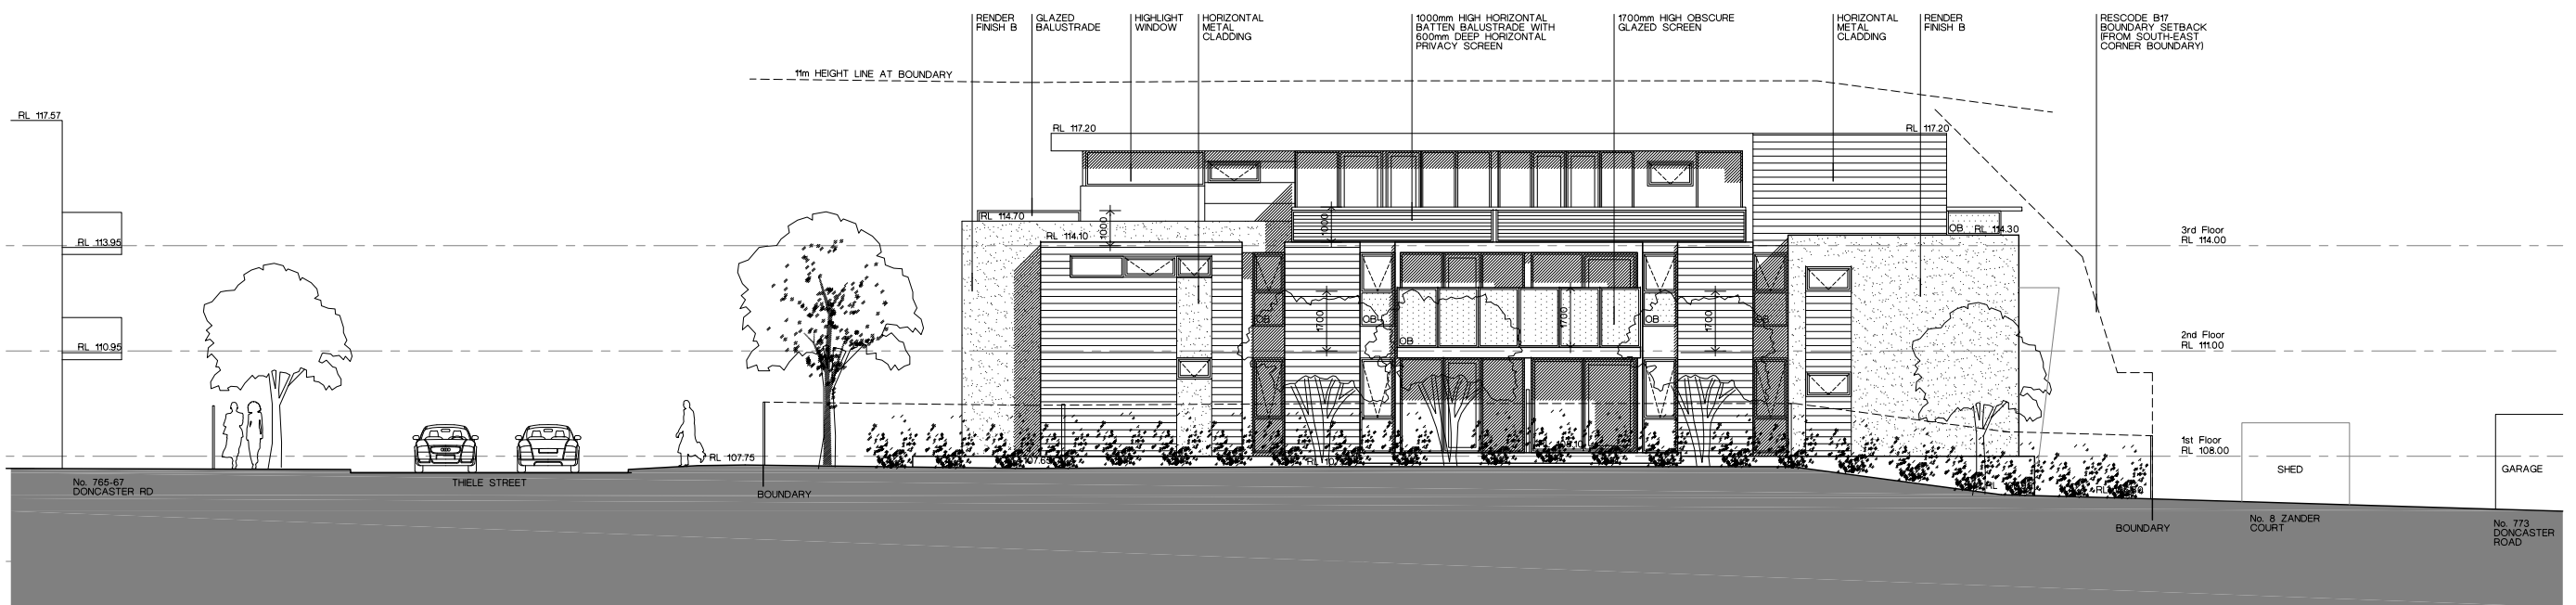 RENDER
FINISH B
GLAZED
BALUSTRADE
HIGHLIGHT
WINDOW
HORIZONTAL
METAL
CLADDING
1000mm HIGH HORIZONTAL
BATTEN BALUSTRADE WITH
600mm DEEP HORIZONTAL
PRIVACY SCREEN
1700mm HIGH OBSCURE
GLAZED SCREEN
HORIZONTAL
METAL
CLADDING
RENDER
FINISH B
RESCODE B17
BOUNDARY SETBACK
(FROM SOUTH-EAST
CORNER BOUNDARY)
11m HEIGHT LINE AT BOUNDARY
RL 117.57
RL 117.20
RL 117.20
RL 114.70
1000
1000
RL 114.10
OB
RL 114.30
RL 113.95
3rd Floor
RL 114.00
1700
1700
1700
OB
OB
OB
OB
OB
RL 110.95
2nd Floor
RL 111.00
1st Floor
RL 108.00
RL 107.75
No. 765-67
DONCASTER RD
THIELE STREET
BOUNDARY
SHED
GARAGE
BOUNDARY
No. 8 ZANDER
COURT
No. 773
DONCASTER
ROAD